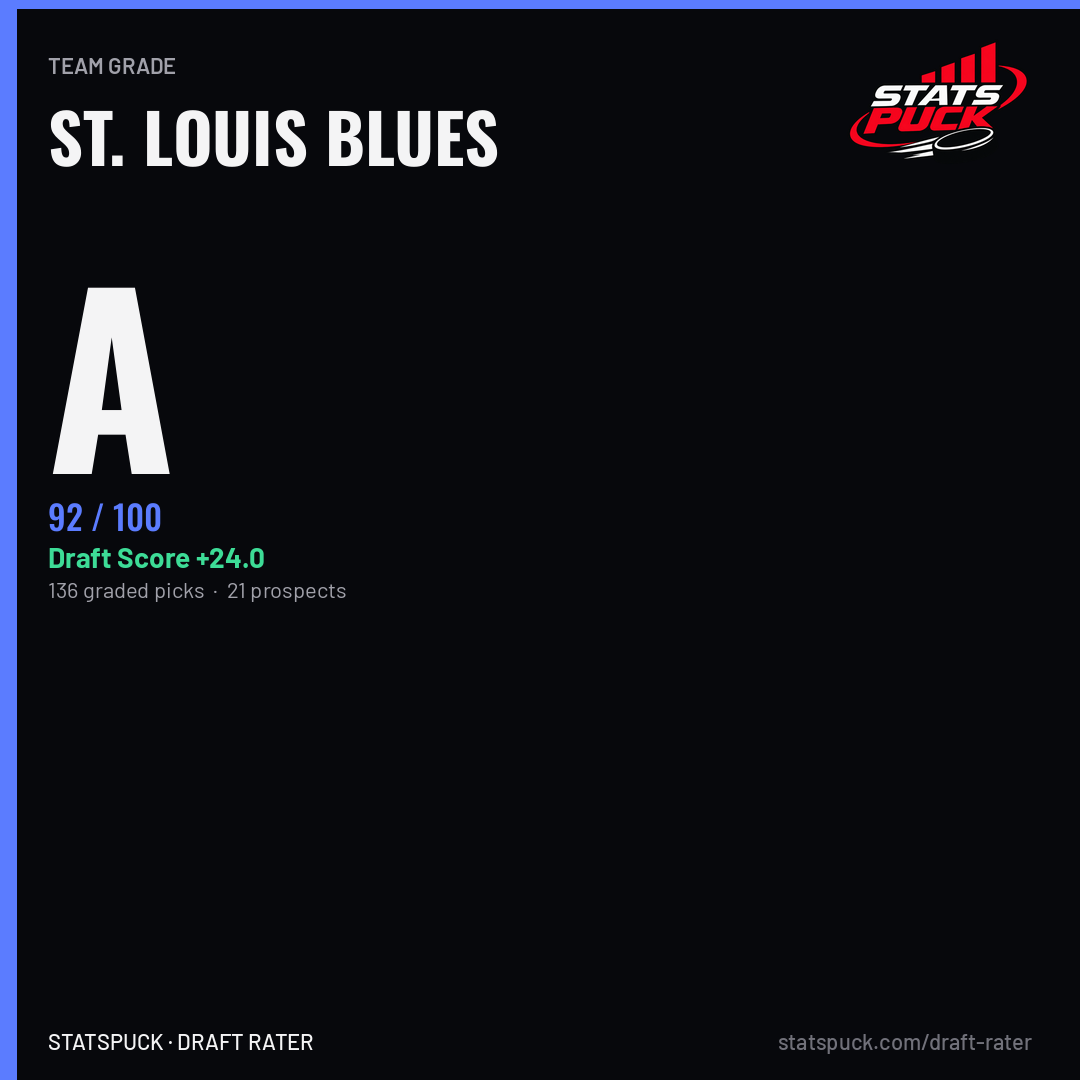 TEAM GRADE
ST. LOUIS BLUES
STATS
PUCK
A
92 / 100
Draft Score +24.0
136 graded picks · 21 prospects
STATSPUCK · DRAFT RATER
statspuck.com/draft-rater